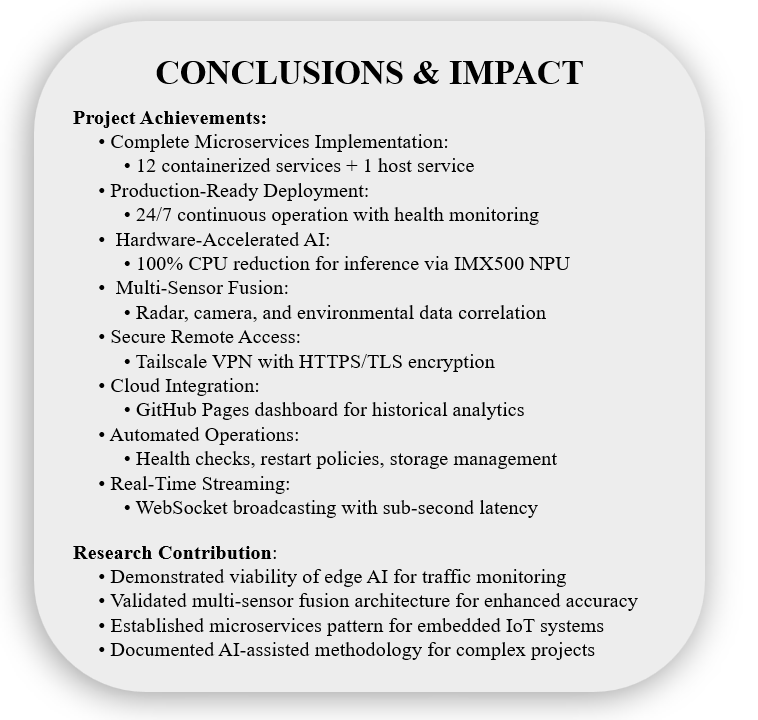 CONCLUSIONS & IMPACT
Project Achievements:
• Complete Microservices Implementation:
• 12 containerized services + 1 host service
• Production-Ready Deployment:
• 24/7 continuous operation with health monitoring
• Hardware-Accelerated AI:
• 100% CPU reduction for inference via IMX500 NPU
• Multi-Sensor Fusion:
• Radar, camera, and environmental data correlation
• Secure Remote Access:
• Tailscale VPN with HTTPS/TLS encryption
• Cloud Integration:
• GitHub Pages dashboard for historical analytics
• Automated Operations:
• Health checks, restart policies, storage management
• Real-Time Streaming:
• WebSocket broadcasting with sub-second latency
Research Contribution:
• Demonstrated viability of edge AI for traffic monitoring
• Validated multi-sensor fusion architecture for enhanced accuracy
• Established microservices pattern for embedded IoT systems
• Documented AI-assisted methodology for complex projects